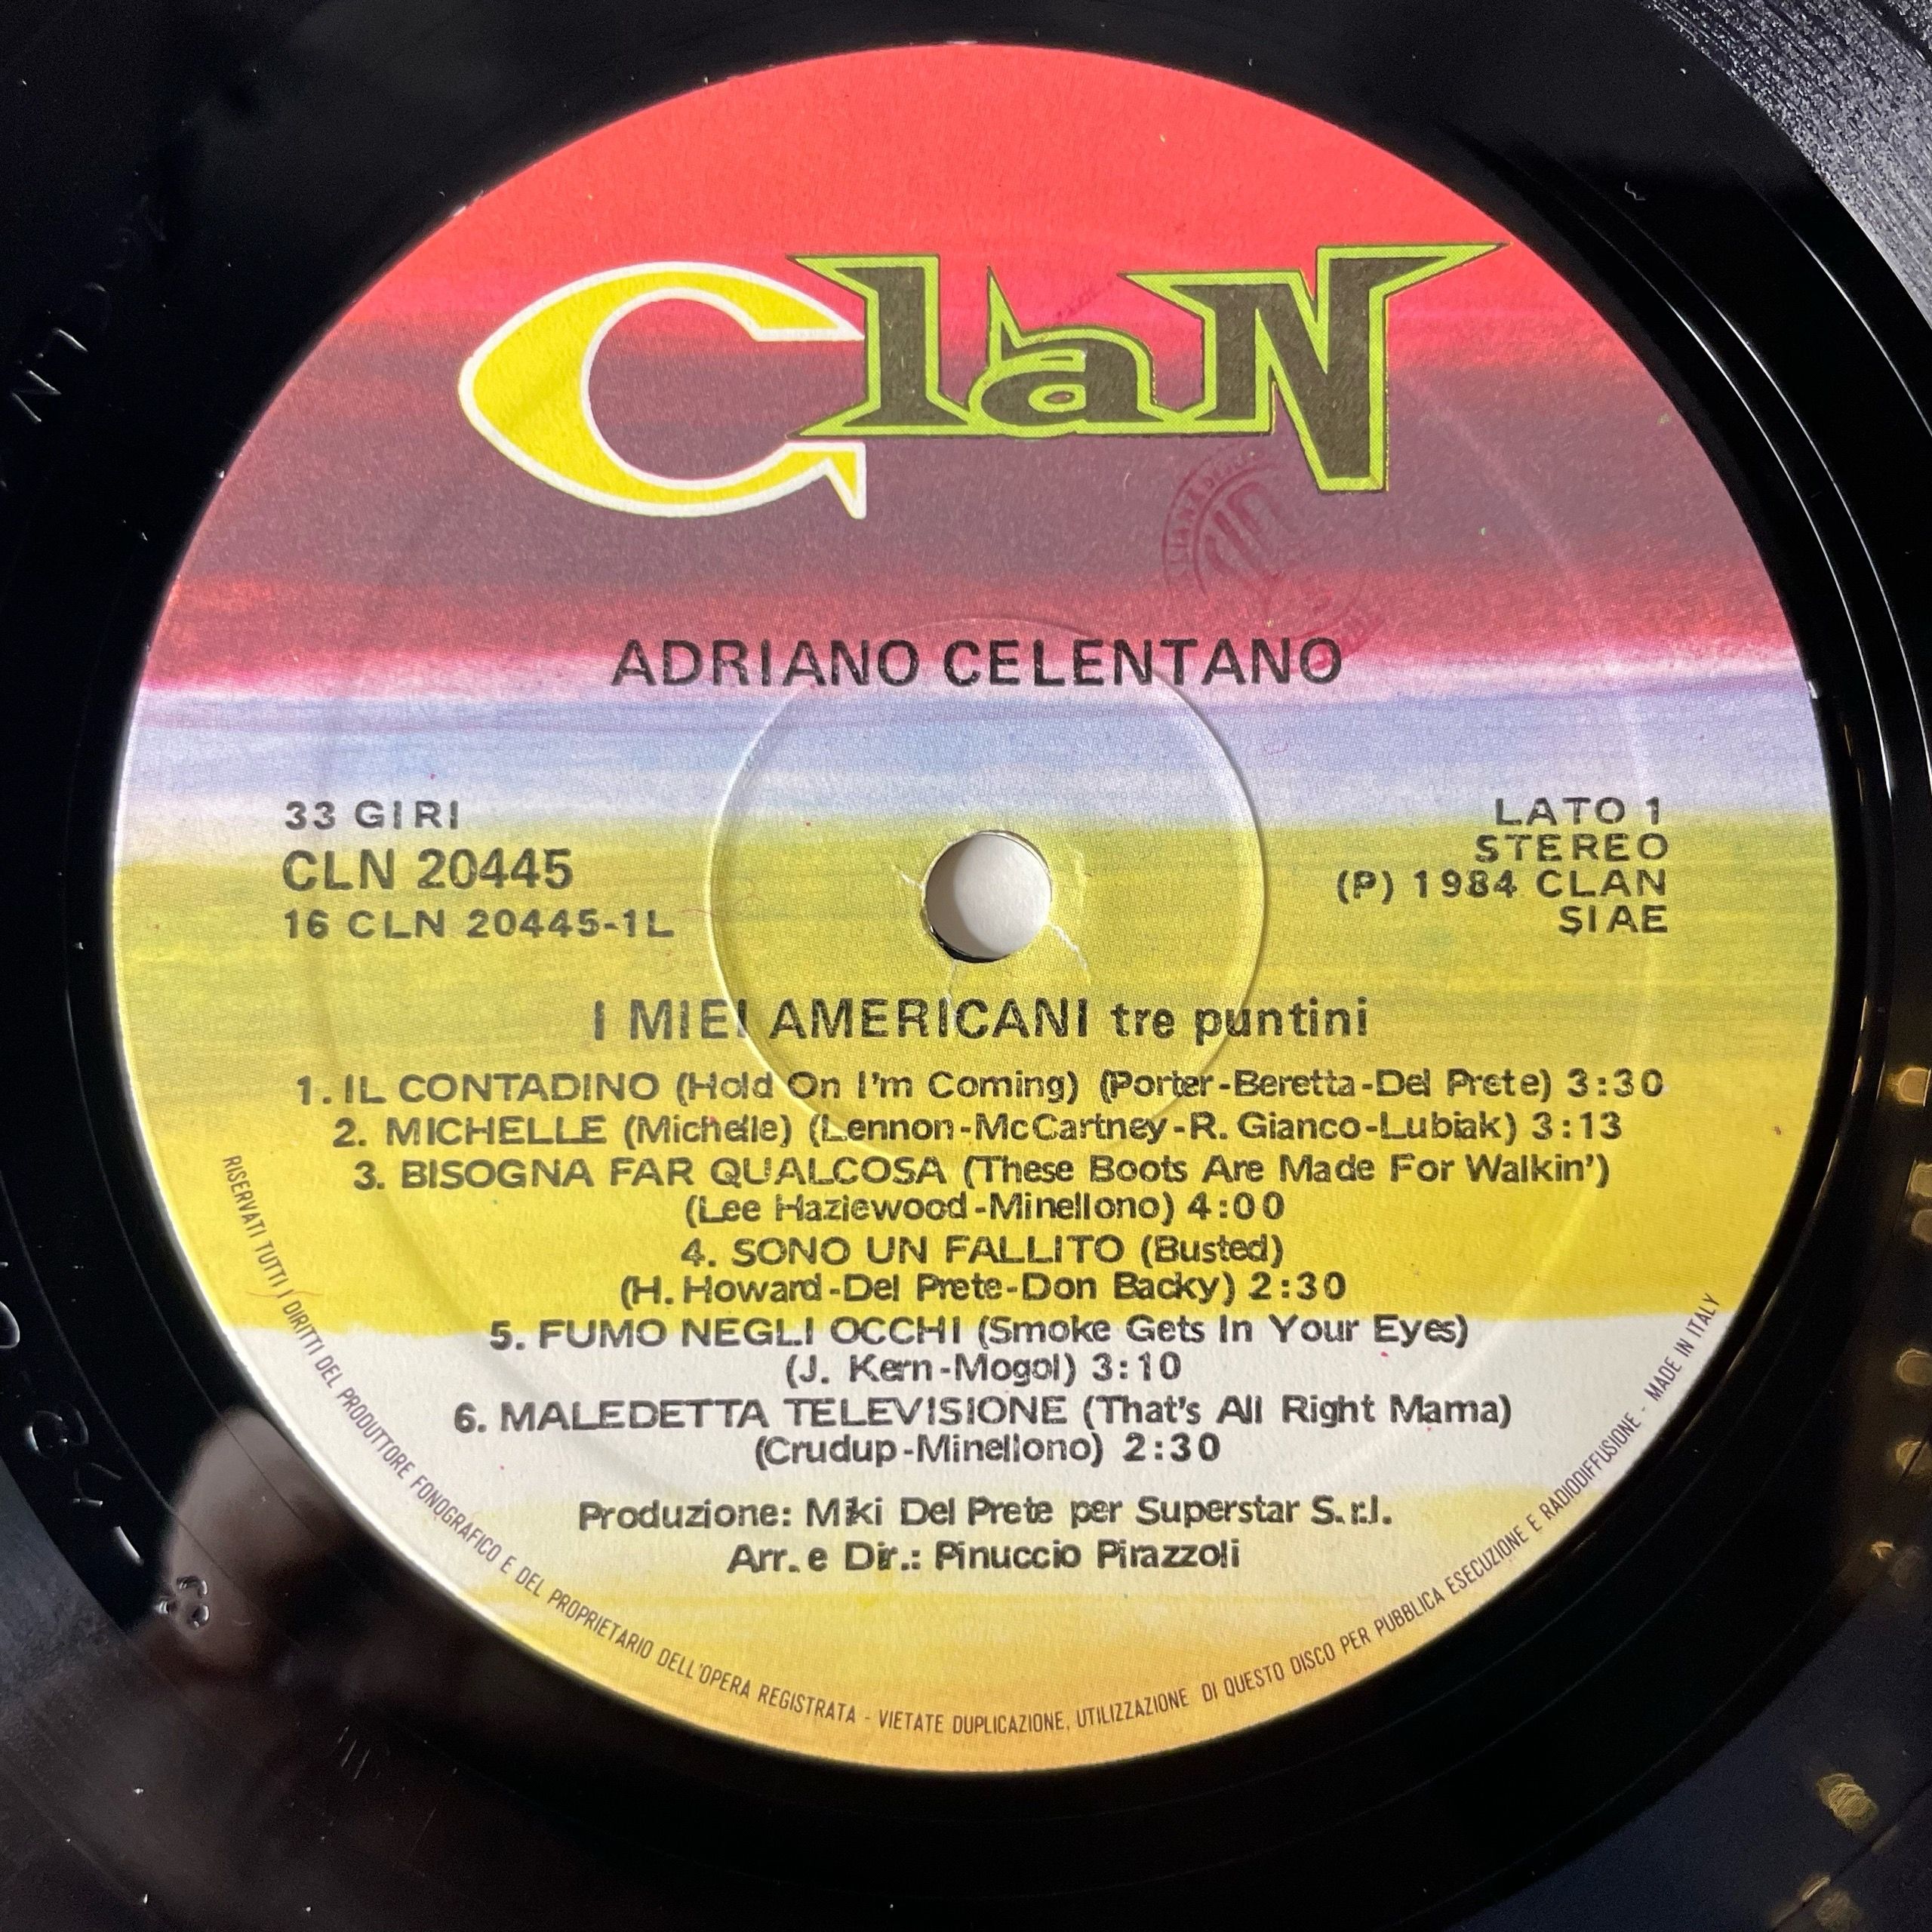 ClaN
ADRIANO CELENTANO
33 GIRI
CLN 20445
16 CLN 20445-1L
LATO 1
STEREO
(P) 1984 CLAN
SIAE
I MIEI AMERICANI tre puntini
1. IL CONTADINO (Hold On I'm Coming) (Porter-Beretta-Del Prete) 3:30
2. MICHELLE (Michelle) (Lennon-McCartney-R. Gianco-Lubiak) 3:13
3. BISOGNA FAR QUALCOSA (These Boots Are Made For Walkin')
(Lee Haziewood-Minellono) 4:00
4. SONO UN FALLITO (Busted)
(H. Howard-Del Prete-Don Backy) 2:30
5. FUMO NEGLI OCCHI (Smoke Gets In Your Eyes)
(J. Kern-Mogol) 3:10
6. MALEDETTA TELEVISIONE (That's All Right Mama)
(Crudup-Minellono) 2:30
Produzione: Miki Del Prete per Superstar S.r.l.
Arr. e Dir.: Pinuccio Pirazzoli
RISERVATI TUTTI I DIRITTI DEL PRODUTTORE FONOGRAFICO E DEL PROPRIETARIO DELL'OPERA REGISTRATA - VIETATE DUPLICAZIONE, UTILIZZAZIONE DI QUESTO DISCO PER PUBBLICA ESECUZIONE E RADIODIFFUSIONE - MADE IN ITALY